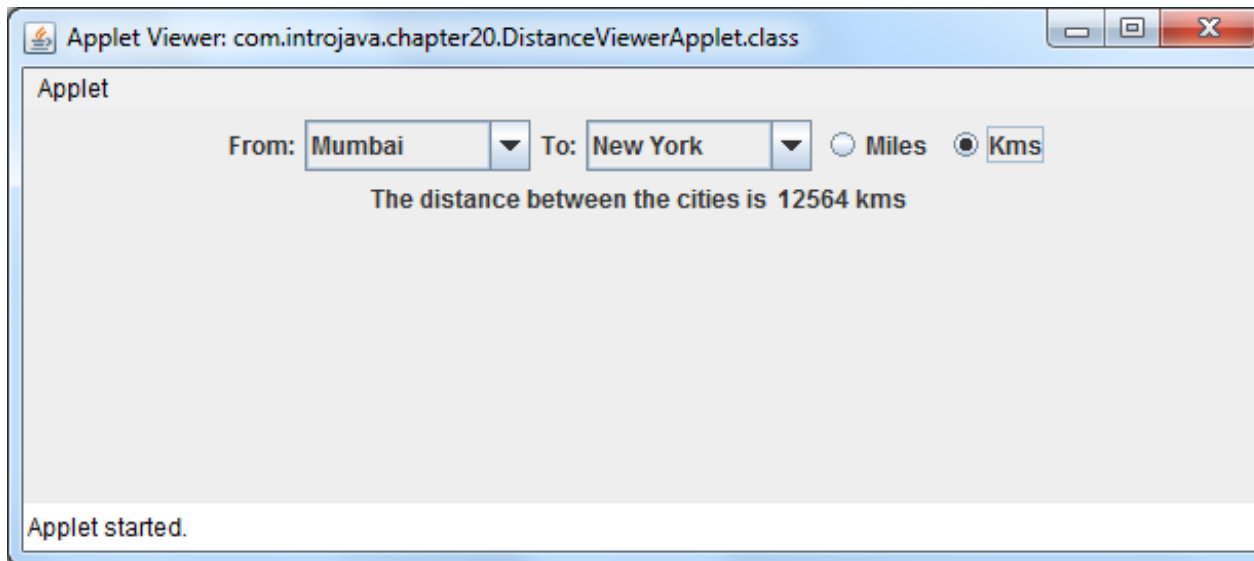 Applet Viewer: com.introjava.chapter20.DistanceViewerApplet.class
Applet
From: Mumbai To: New York Miles Kms
The distance between the cities is 12564 kms
Applet started.